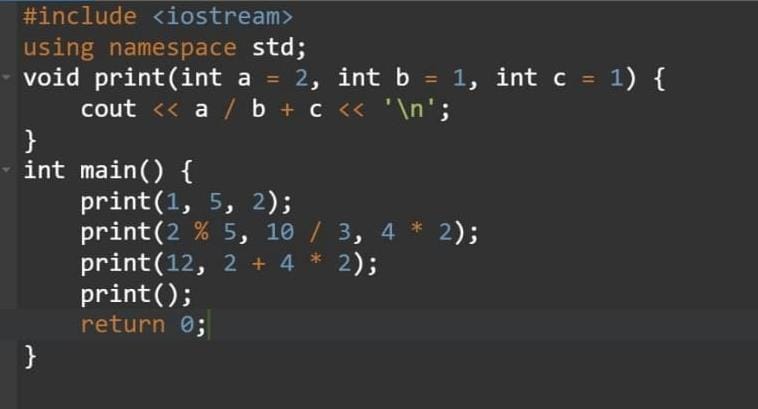 #include <iostream>
using namespace std;
void print(int a = 2, int b = 1, int c = 1) {
    cout << a / b + c << '\n';
}
int main() {
    print(1, 5, 2);
    print(2 % 5, 10 / 3, 4 * 2);
    print(12, 2 + 4 * 2);
    print();
    return 0;
}